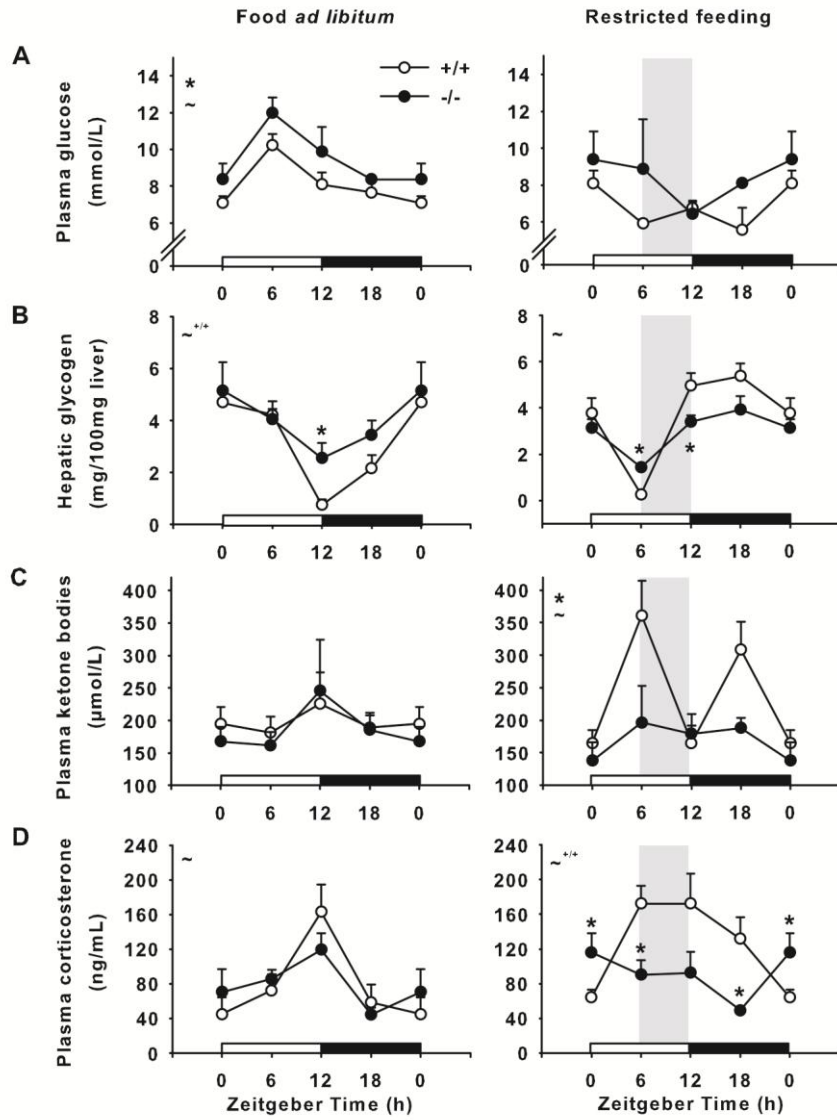 Food ad libitum Restricted feeding
A
Plasma glucose
(mmol/L)
14
12
10
8
6
0
*
~
+/+
-/-
0 6 12 18 0
14
12
10
8
6
0
0 6 12 18 0
B
Hepatic glycogen
(mg/100mg liver)
8
6
4
2
0
~+/+
*
0 6 12 18 0
8
6
4
2
0
~
* *
0 6 12 18 0
C
Plasma ketone bodies
(µmol/L)
400
350
300
250
200
150
100
0 6 12 18 0
400
350
300
250
200
150
100
*
~
0 6 12 18 0
D
Plasma corticosterone
(ng/mL)
240
200
160
120
80
40
0
~
0 6 12 18 0
Zeitgeber Time (h)
240
200
160
120
80
40
0
~+/+
* * * *
0 6 12 18 0
Zeitgeber Time (h)